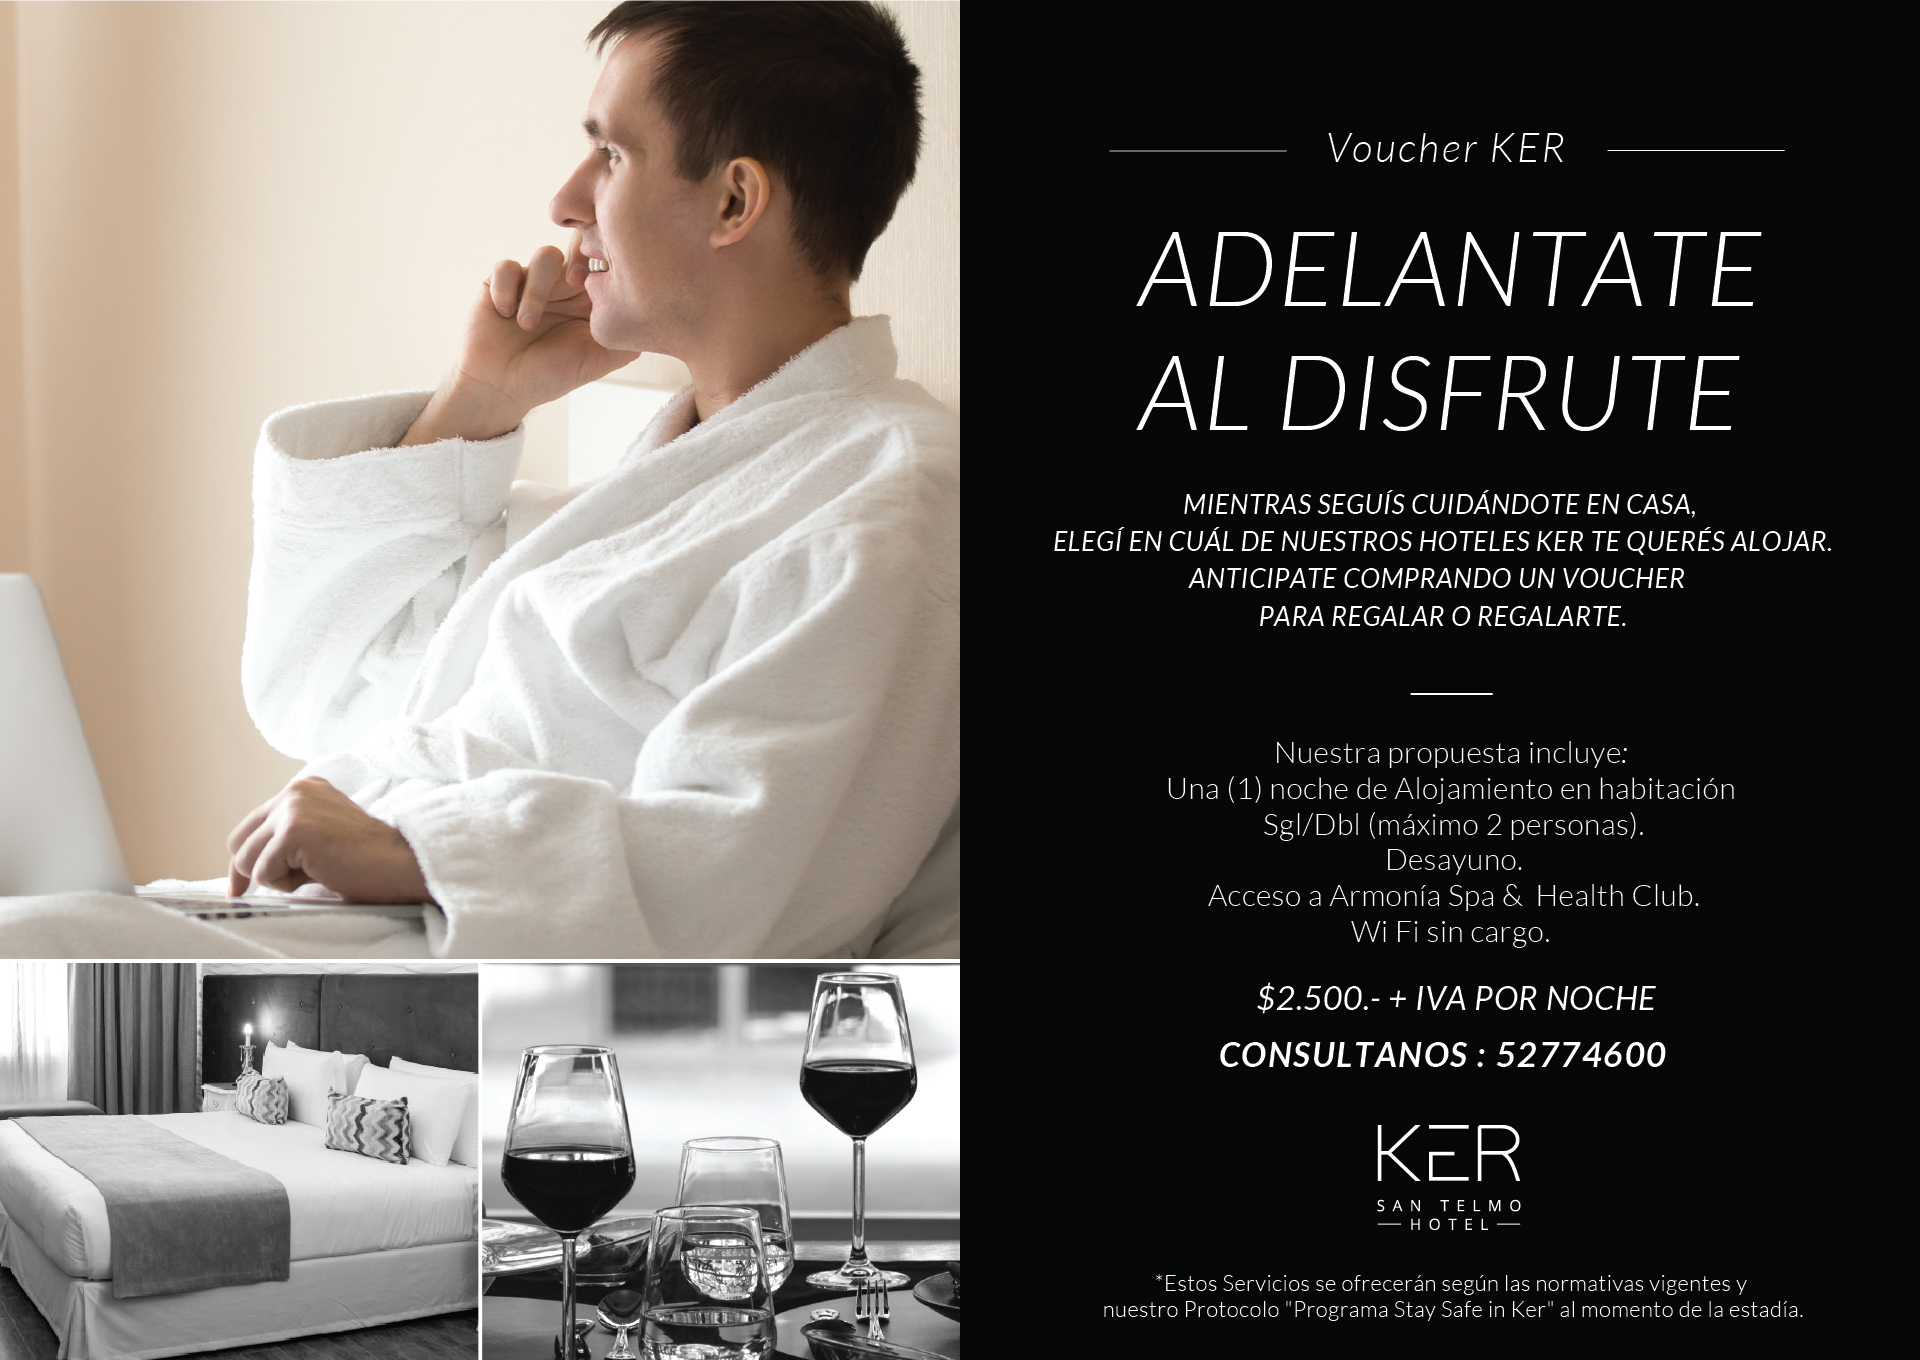 Voucher KER
ADELANTATE
AL DISFRUTE
MIENTRAS SEGUÍS CUIDÁNDOTE EN CASA,
ELEGÍ EN CUÁL DE NUESTROS HOTELES KER TE QUERÉS ALOJAR.
ANTICIPATE COMPRANDO UN VOUCHER
PARA REGALAR O REGALARTE.
Nuestra propuesta incluye:
Una (1) noche de Alojamiento en habitación
Sgl/Dbl (máximo 2 personas).
Desayuno.
Acceso a Armonía Spa & Health Club.
Wi Fi sin cargo.
$2.500.- + IVA POR NOCHE
CONSULTANOS : 52774600
KER
SAN TELMO
HOTEL
*Estos Servicios se ofrecerán según las normativas vigentes y
nuestro Protocolo "Programa Stay Safe in Ker" al momento de la estadía.